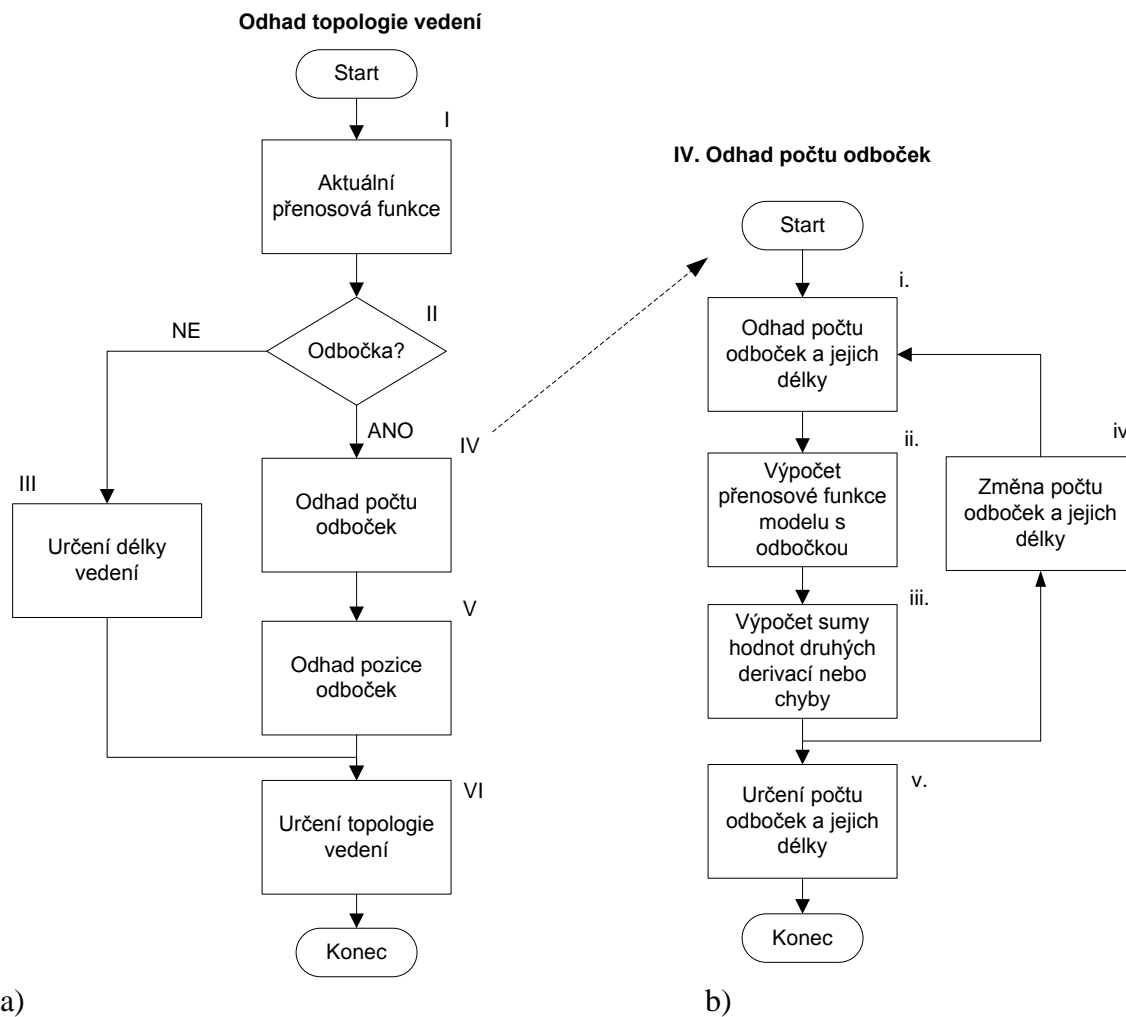 Odhad topologie vedení
Start
I
Aktuální
přenosová funkce
II
NE
Odbočka?
ANO
IV
III
Odhad počtu
odboček
Určení délky
vedení
V
Odhad pozice
odboček
VI
Určení topologie
vedení
Konec
a)
IV. Odhad počtu odboček
Start
i.
Odhad počtu
odboček a jejich
délky
ii.
iv
Výpočet
přenosové funkce
modelu s
odbočkou
Změna počtu
odboček a jejich
délky
iii.
Výpočet sumy
hodnot druhých
derivací nebo
chyby
v.
Určení počtu
odboček a jejich
délky
Konec
b)